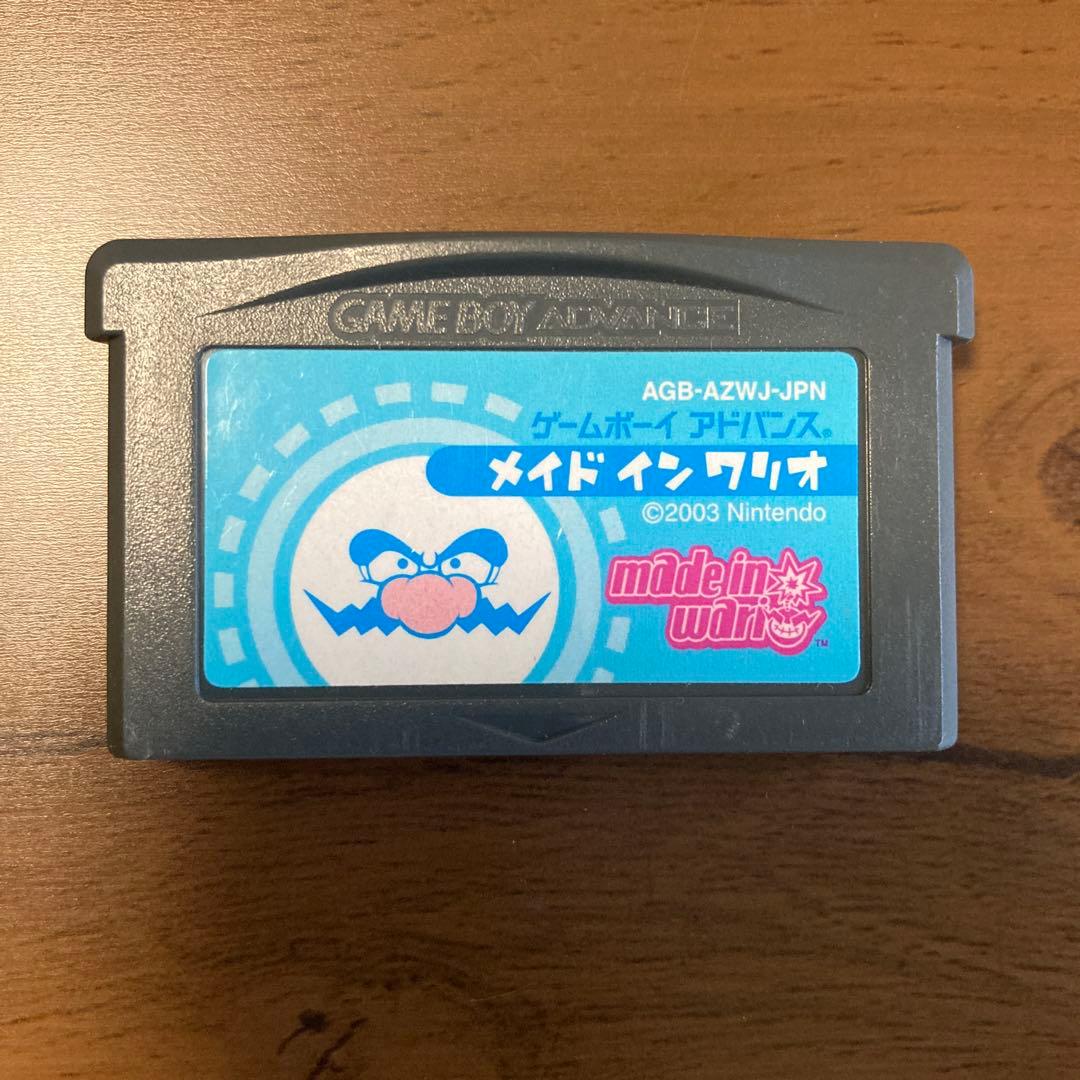 GAME BOY ADVANCE
AGB-AZWJ-JPN
ゲームボーイ アドバンス®
メイド イン ワリオ
©2003 Nintendo
made in
wario™